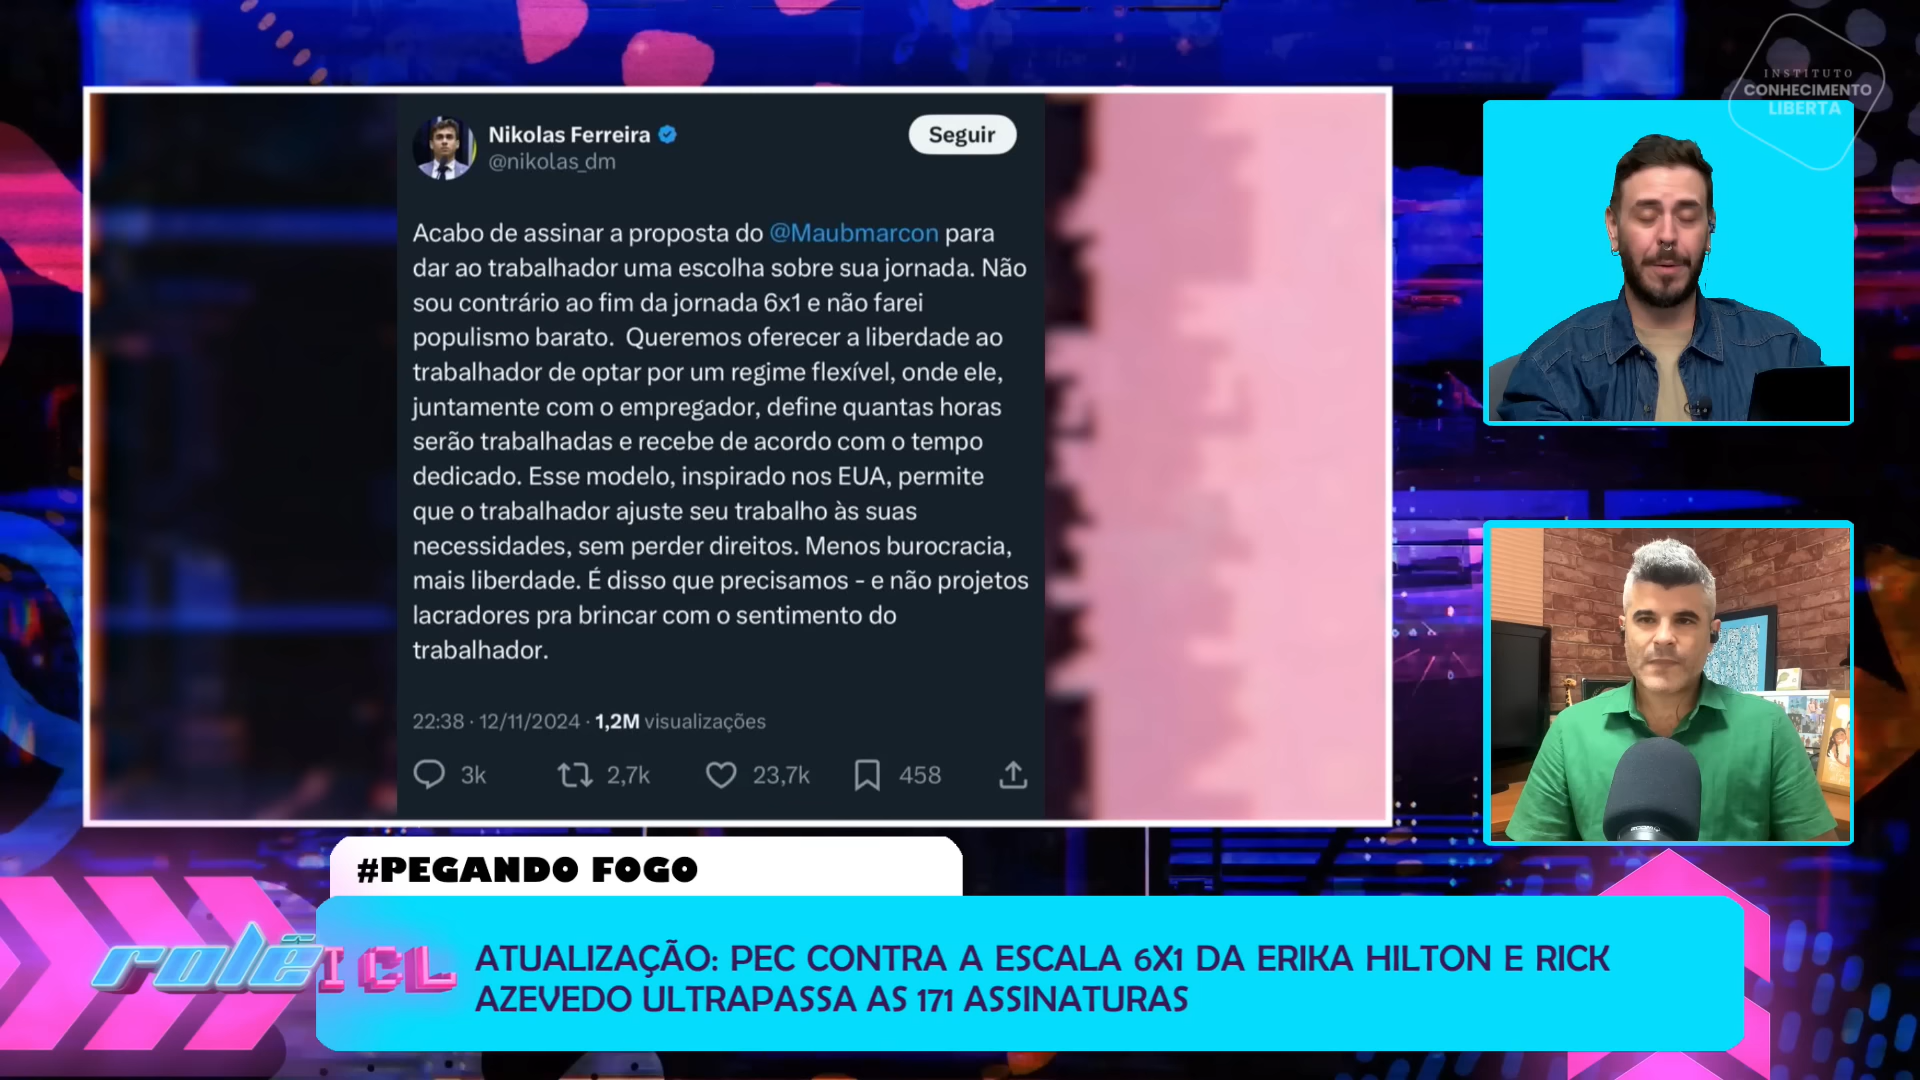 INSTITUTO
CONHECIMENTO
LIBERTA
Nikolas Ferreira
@nikolas_dm
Seguir
Acabo de assinar a proposta do @Maubmarcon para
dar ao trabalhador uma escolha sobre sua jornada. Não
sou contrário ao fim da jornada 6x1 e não farei
populismo barato.  Queremos oferecer a liberdade ao
trabalhador de optar por um regime flexível, onde ele,
juntamente com o empregador, define quantas horas
serão trabalhadas e recebe de acordo com o tempo
dedicado. Esse modelo, inspirado nos EUA, permite
que o trabalhador ajuste seu trabalho às suas
necessidades, sem perder direitos. Menos burocracia,
mais liberdade. É disso que precisamos - e não projetos
lacradores pra brincar com o sentimento do
trabalhador.
22:38 · 12/11/2024 · 1,2M visualizações
3k 2,7k 23,7k 458
#PEGANDO FOGO
rolê ICL
ATUALIZAÇÃO: PEC CONTRA A ESCALA 6X1 DA ERIKA HILTON E RICK
AZEVEDO ULTRAPASSA AS 171 ASSINATURAS